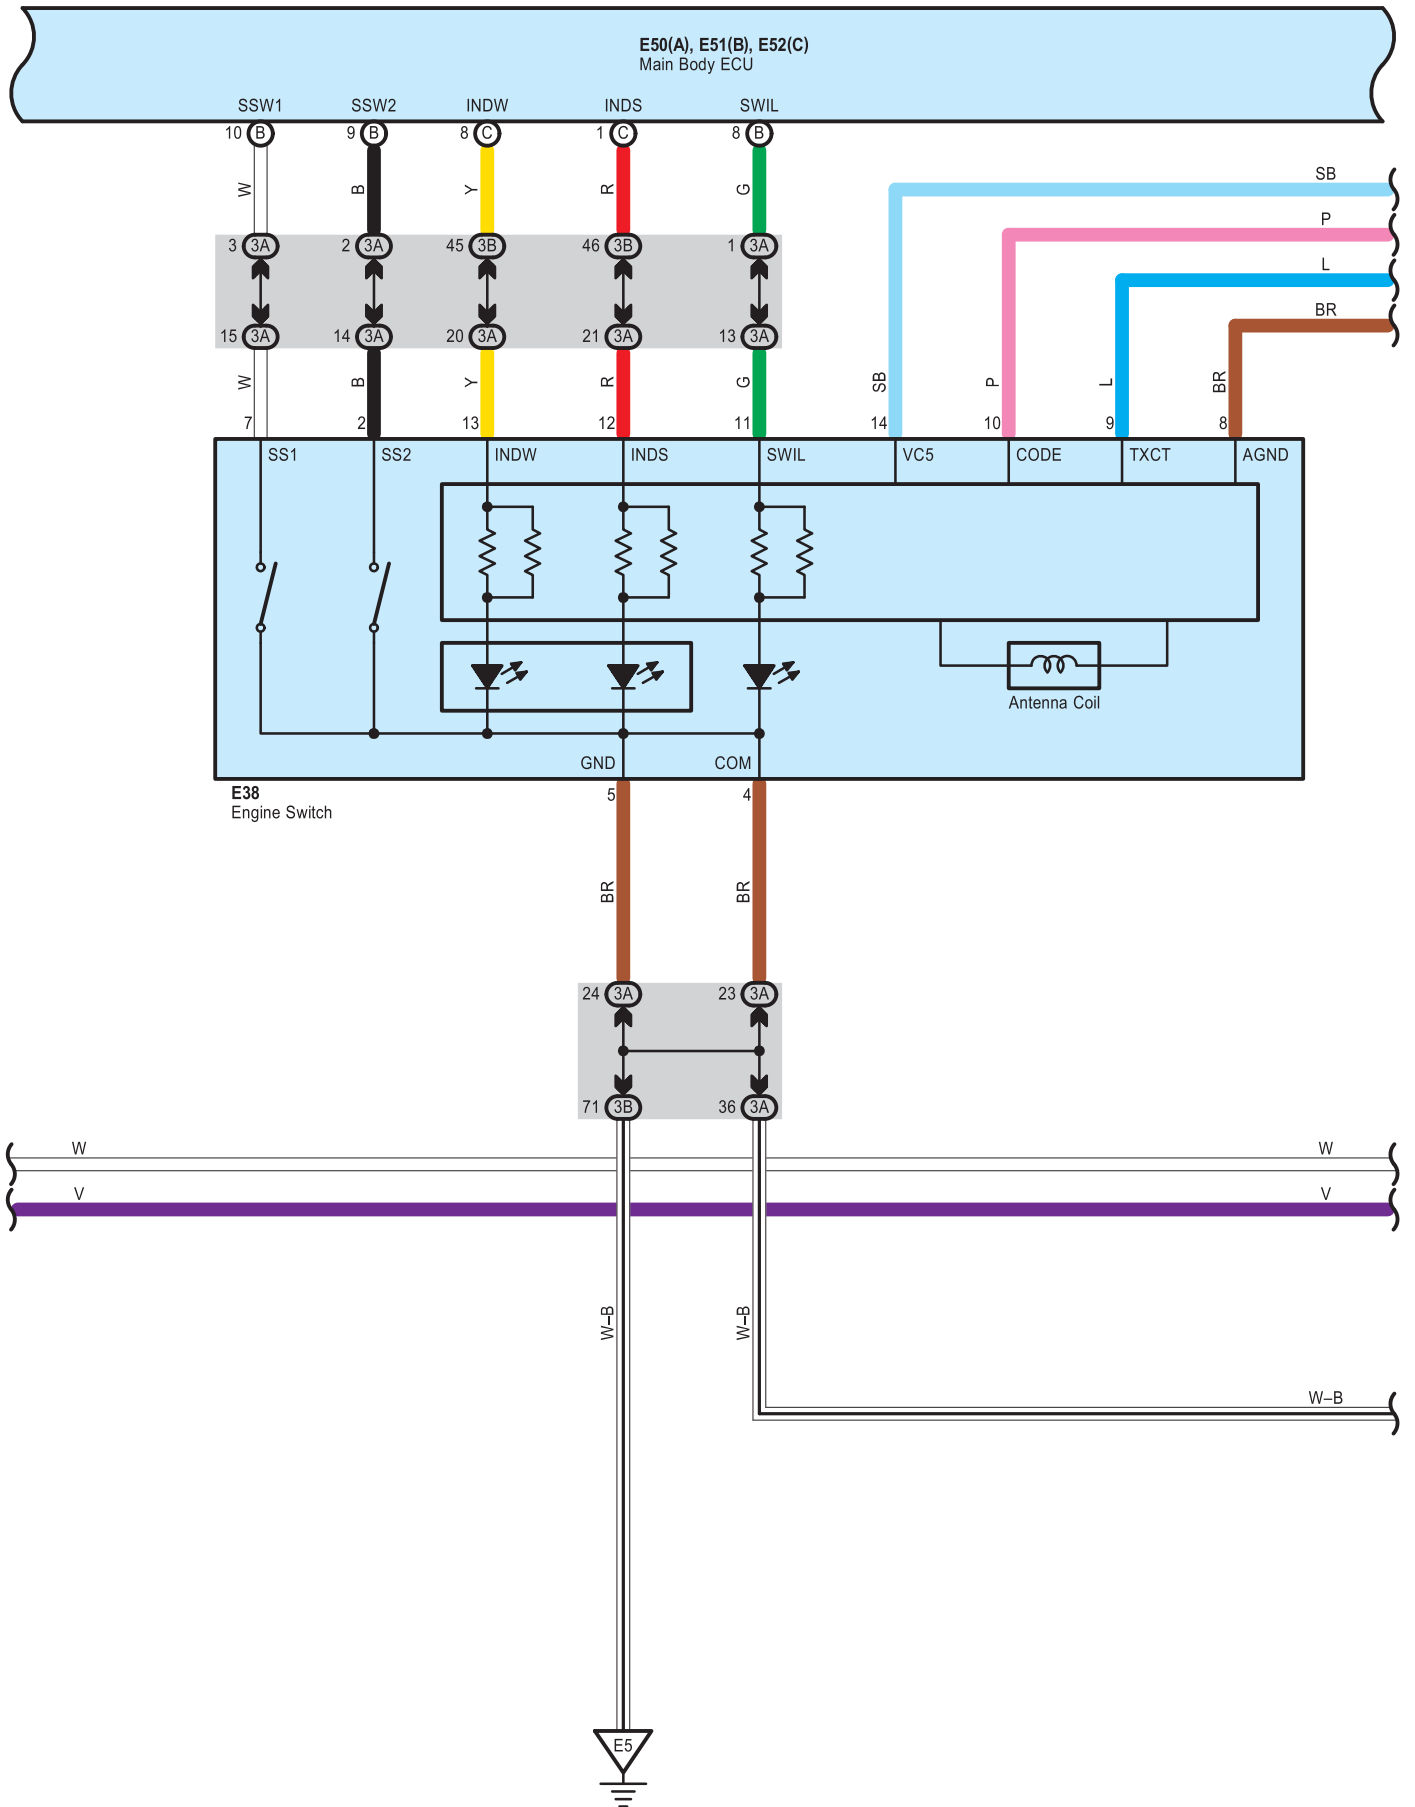 E50(A), E51(B), E52(C)
Main Body ECU
SSW1 SSW2 INDW INDS SWIL
10 B 9 B 8 C 1 C 8 B
SB
W B Y R G
P
3 3A 2 3A 45 3B 46 3B 1 3A
L
BR
15 3A 14 3A 20 3A 21 3A 13 3A
W B Y R G SB P L BR
7 2 13 12 11 14 10 9 8
SS1 SS2 INDW INDS SWIL VC5 CODE TXCT AGND
Antenna Coil
GND COM
E38
Engine Switch
5 4
BR BR
24 3A 23 3A
71 3B 36 3A
W W
V V
W–B W–B
W–B
E5